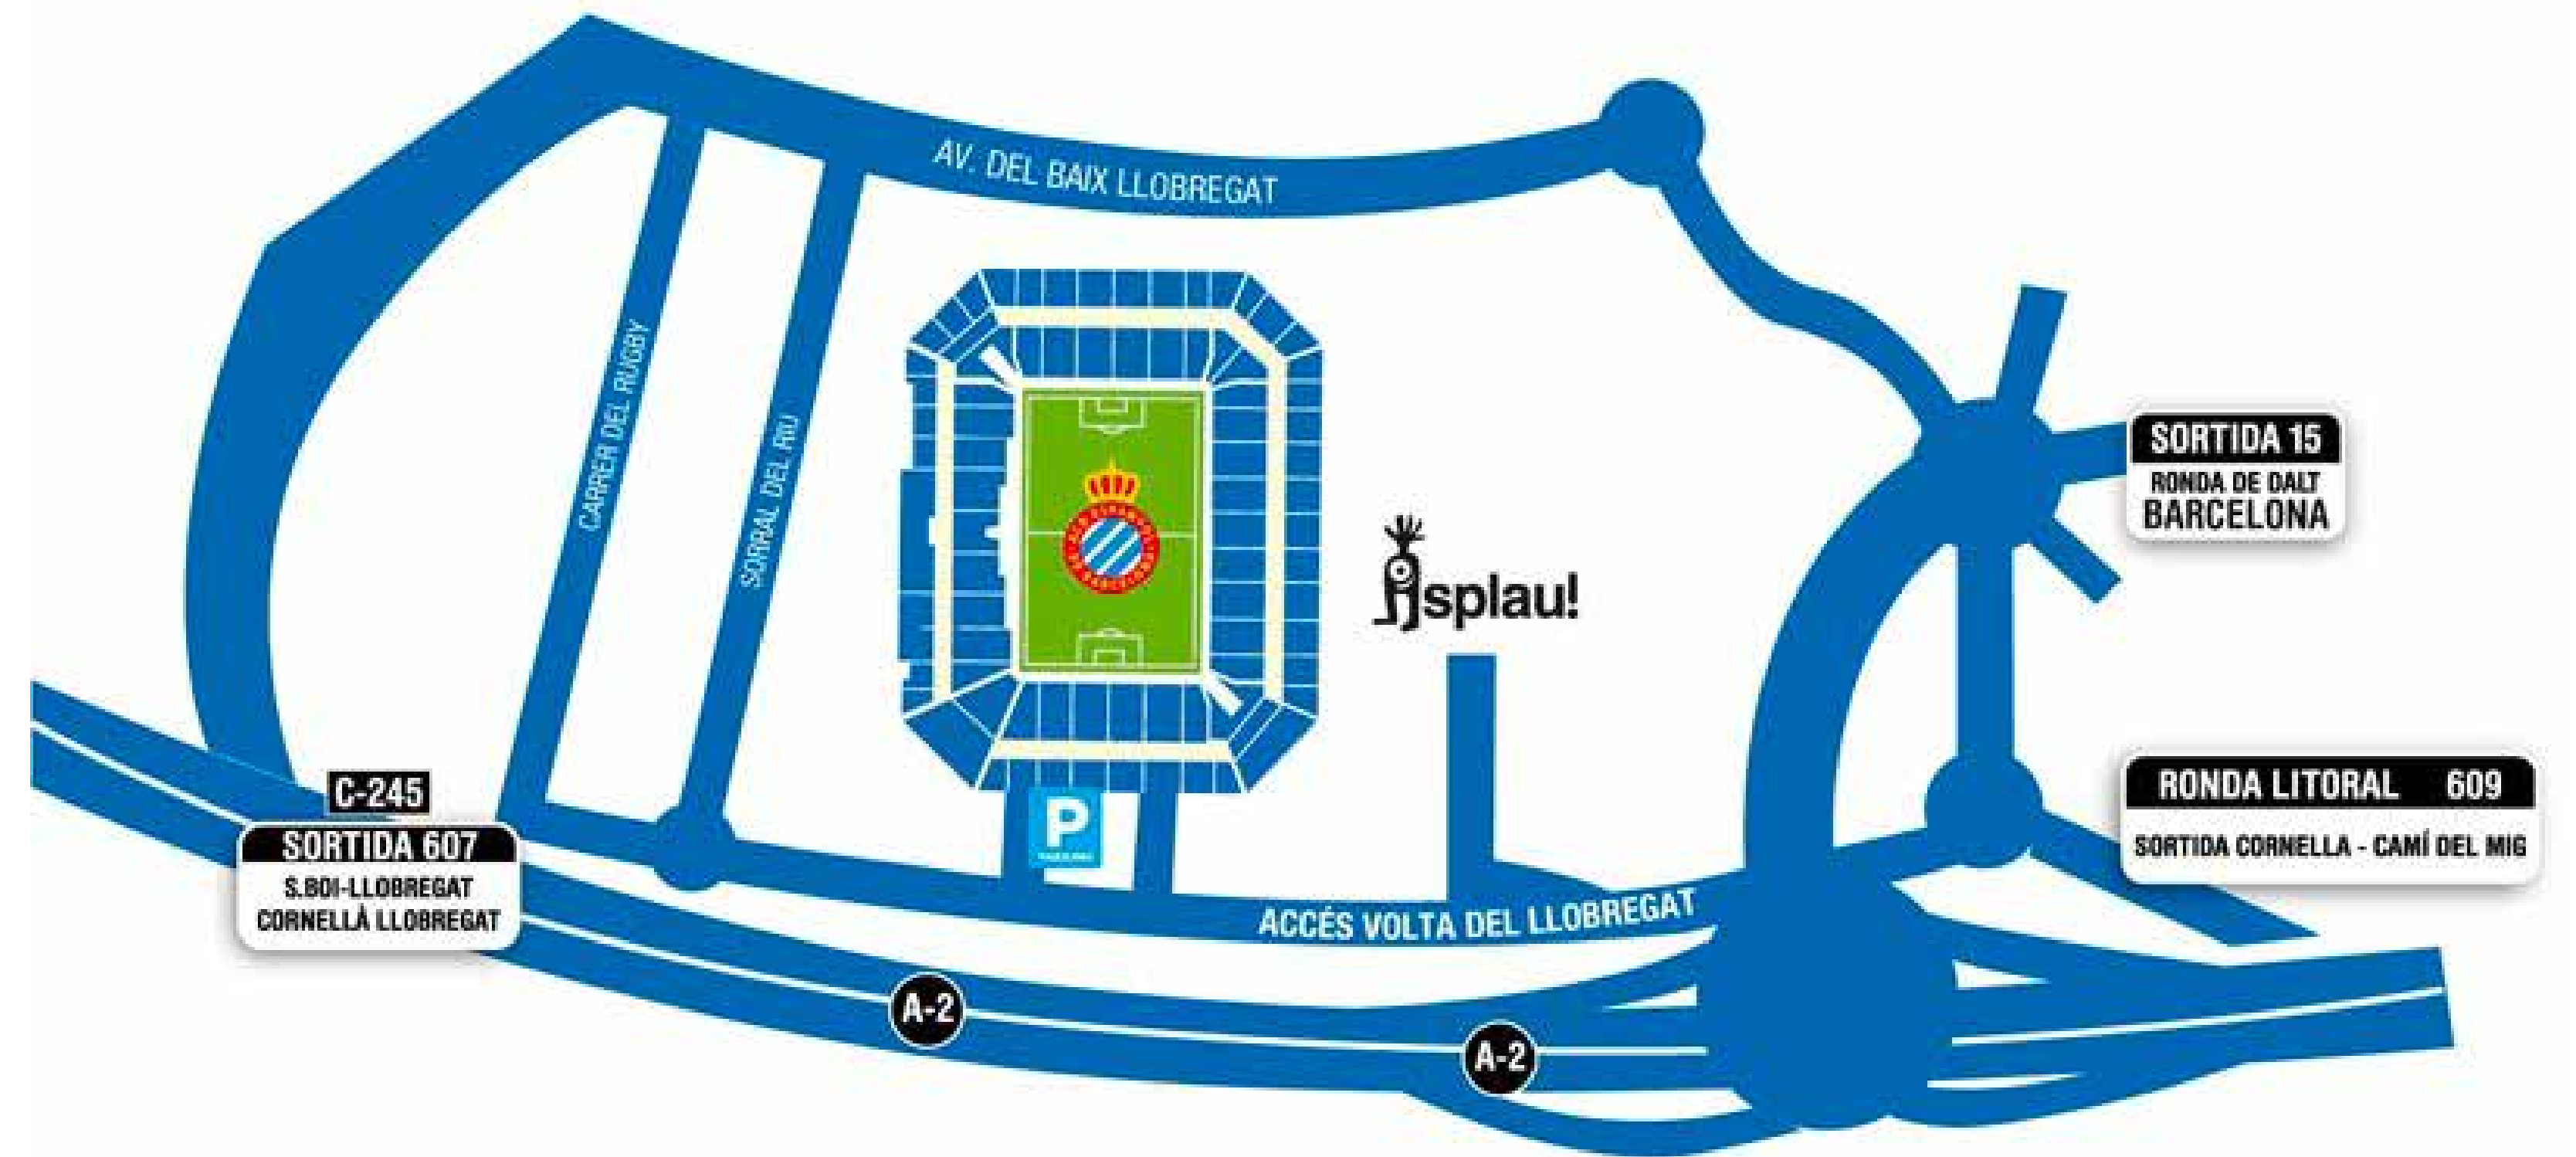 AV. DEL BAIX LLOBREGAT
CARRER DEL RUGBY
SORRAL DEL RIU
SORTIDA 15
RONDA DE DALT
BARCELONA
splau!
C-245
SORTIDA 607
S.BOI-LLOBREGAT
CORNELLÀ LLOBREGAT
P
RONDA LITORAL 609
SORTIDA CORNELLA - CAMÍ DEL MIG
ACCÉS VOLTA DEL LLOBREGAT
A-2
A-2